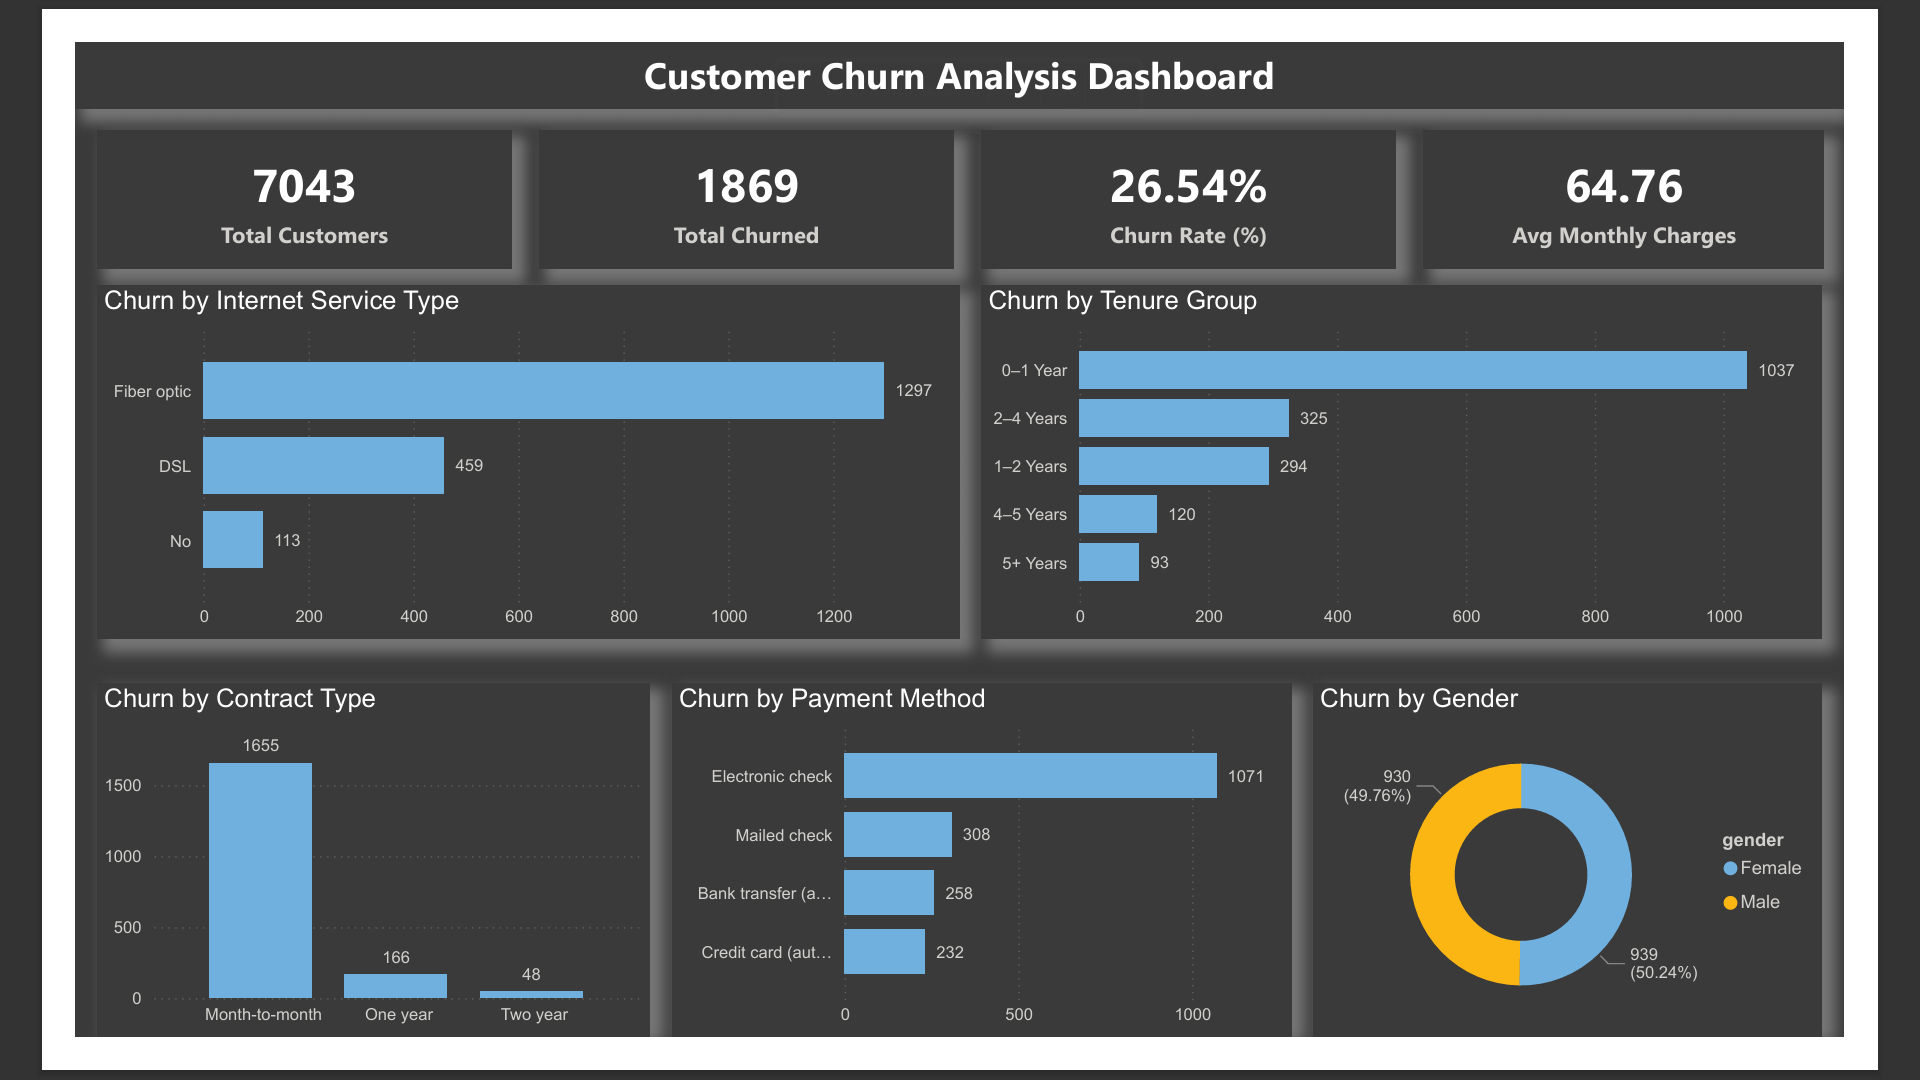 Customer Churn Analysis Dashboard
7043
Total Customers
1869
Total Churned
26.54%
Churn Rate (%)
64.76
Avg Monthly Charges
Churn by Internet Service Type
Fiber optic
1297
DSL
459
No
113
0 200 400 600 800 1000 1200
Churn by Tenure Group
0–1 Year
1037
2–4 Years
325
1–2 Years
294
4–5 Years
120
5+ Years
93
0 200 400 600 800 1000
Churn by Contract Type
1655
1500
1000
500
166
48
0
Month-to-month One year Two year
Churn by Payment Method
Electronic check
1071
Mailed check
308
Bank transfer (a…
258
Credit card (aut…
232
0 500 1000
Churn by Gender
930
(49.76%)
gender
Female
Male
939
(50.24%)